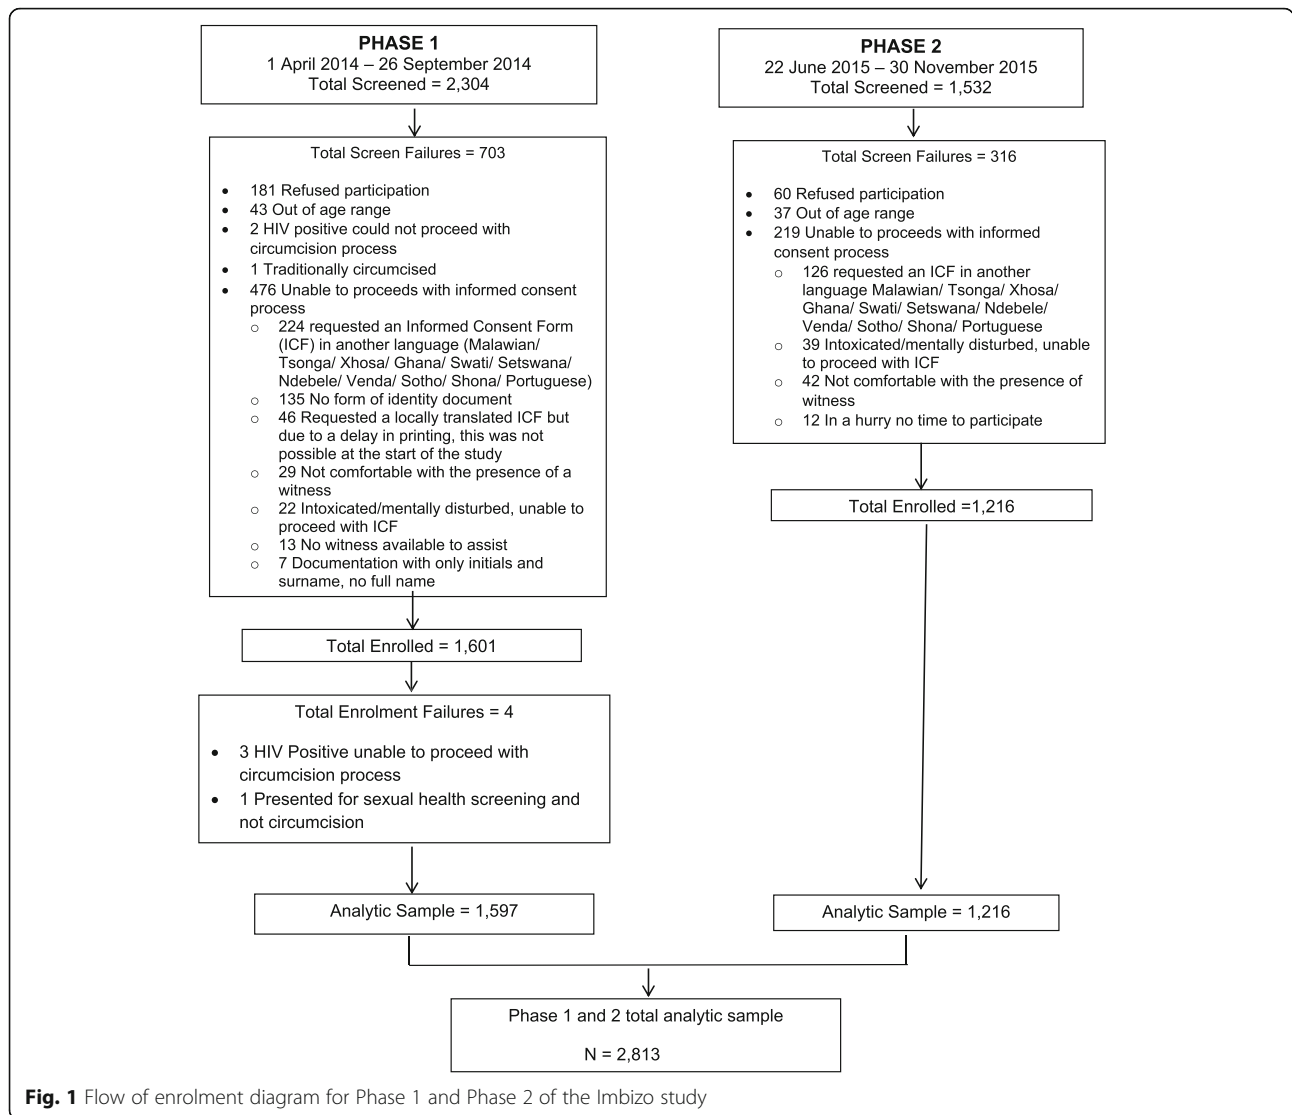 PHASE 1
1 April 2014 – 26 September 2014
Total Screened = 2,304
Total Screen Failures = 703
• 181 Refused participation
• 43 Out of age range
• 2 HIV positive could not proceed with
circumcision process
• 1 Traditionally circumcised
• 476 Unable to proceeds with informed consent
process
o 224 requested an Informed Consent Form
(ICF) in another language (Malawian/
Tsonga/ Xhosa/ Ghana/ Swati/ Setswana/
Ndebele/ Venda/ Sotho/ Shona/ Portuguese)
o 135 No form of identity document
o 46 Requested a locally translated ICF but
due to a delay in printing, this was not
possible at the start of the study
o 29 Not comfortable with the presence of a
witness
o 22 Intoxicated/mentally disturbed, unable to
proceed with ICF
o 13 No witness available to assist
o 7 Documentation with only initials and
surname, no full name
Total Enrolled = 1,601
Total Enrolment Failures = 4
• 3 HIV Positive unable to proceed with
circumcision process
• 1 Presented for sexual health screening and
not circumcision
Analytic Sample = 1,597
PHASE 2
22 June 2015 – 30 November 2015
Total Screened = 1,532
Total Screen Failures = 316
• 60 Refused participation
• 37 Out of age range
• 219 Unable to proceeds with informed
consent process
o 126 requested an ICF in another
language Malawian/ Tsonga/ Xhosa/
Ghana/ Swati/ Setswana/ Ndebele/
Venda/ Sotho/ Shona/ Portuguese
o 39 Intoxicated/mentally disturbed, unable
to proceed with ICF
o 42 Not comfortable with the presence of
witness
o 12 In a hurry no time to participate
Total Enrolled =1,216
Analytic Sample = 1,216
Phase 1 and 2 total analytic sample
N = 2,813
Fig. 1 Flow of enrolment diagram for Phase 1 and Phase 2 of the Imbizo study